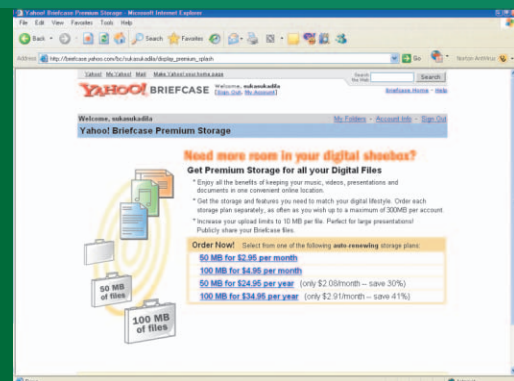 Yahoo! Briefcase Premium Storage - Microsoft Internet Explorer
File Edit View Favorites Tools Help
Back Search Favorites
Address http://briefcase.yahoo.com/bc/sukasukadila/display_premium_splash Go Norton AntiVirus
Yahoo! My Yahoo! Mail Make Yahoo! your home page
Search
the Web Search
YAHOO! BRIEFCASE Welcome, sukasukadila
[Sign Out, My Account] Briefcase Home - Help
Welcome, sukasukadila My Folders - Account Info - Sign Out
Yahoo! Briefcase Premium Storage
Need more room in your digital shoebox?
Get Premium Storage for all your Digital Files
* Enjoy all the benefits of keeping your music, videos, presentations and
documents in one convenient online location.
* Get the storage and features you need to match your digital lifestyle. Order each
storage plan separately, as often as you wish up to a maximum of 300MB per account.
* Increase your upload limits to 10 MB per file. Perfect for large presentations!
Publicly share your Briefcase files.
Order Now! Select from one of the following auto-renewing storage plans:
50 MB for $2.95 per month
100 MB for $4.95 per month
50 MB for $24.95 per year (only $2.08/month – save 30%)
100 MB for $34.95 per year (only $2.91/month – save 41%)
50 MB
of files
100 MB
of files